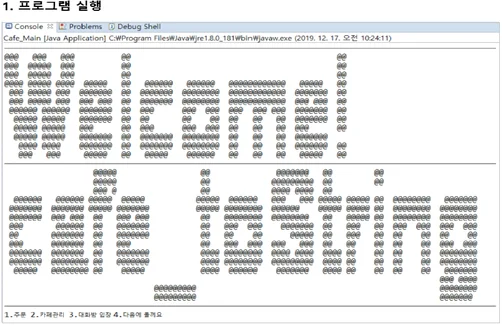 1. 프로그램 실행
Console Problems Debug Shell
Cafe_Main [Java Application] C:₩Program Files₩Java₩jre1.8.0_181₩bin₩javaw.exe (2019. 12. 17. 오전 10:24:11)
Welcome!
1.주문 2.카페관리 3.대화방 입장 4.다음에 올게요